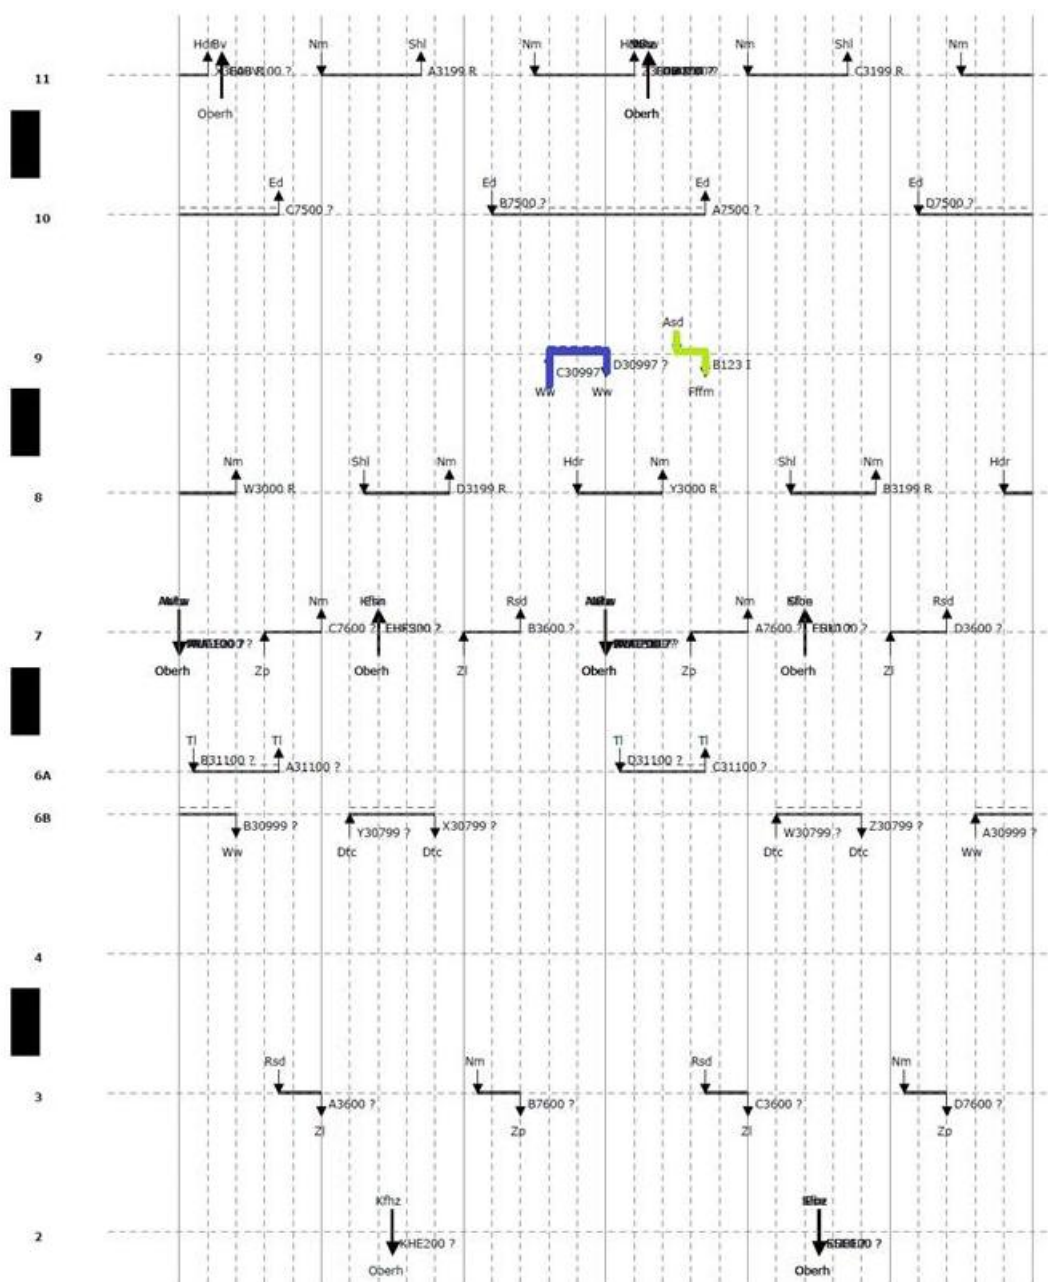 Hdr Bv Nm Shl Nm Nm Shl Nm
11 A3199 R C3199 R
Oberh Oberh
Ed Ed Ed Ed
10 C7500 ? B7500 ? A7500 ? D7500 ?
Asd
9 C30997 D30997 ? B123 I
Ww Ww Fffm
Nm Shl Nm Hdr Nm Shl Nm Hdr
8 W3000 R D3199 R Y3000 R B3199 R
Nm Rsd Nm Rsd
7 C7600 ? B3600 ? A7600 ? D3600 ?
Oberh Zp Oberh Zl Oberh Zp Oberh Zl
Tl Tl Tl Tl
B31100 ? A31100 ? D31100 ? C31100 ?
6A
6B B30999 ? Y30799 ? X30799 ? W30799 ? Z30799 ? A30999 ?
Ww Dtc Dtc Dtc Dtc Ww
4
Rsd Nm Rsd Nm
3 A3600 ? B7600 ? C3600 ? D7600 ?
Zl Zp Zl Zp
Kfhz
2 KHE200 ?
Oberh Oberh